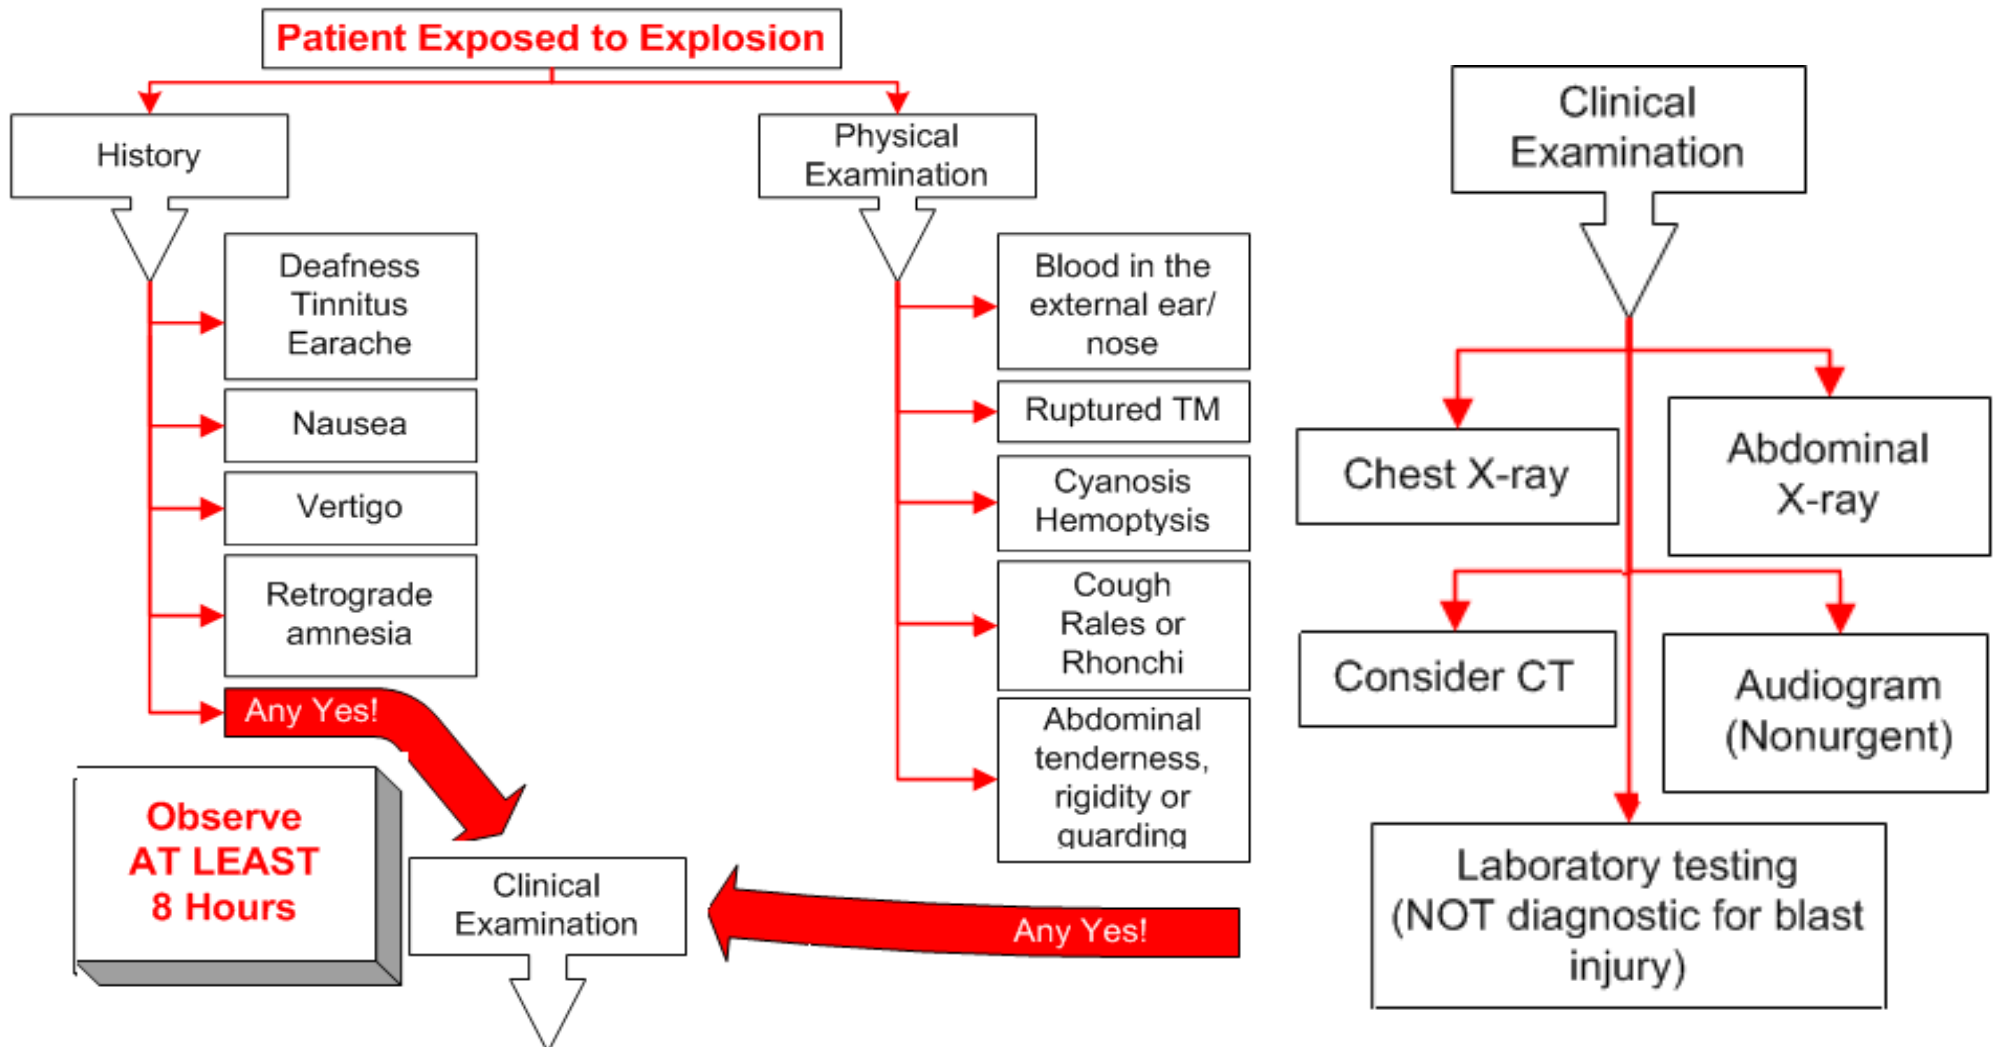 Patient Exposed to Explosion
History
Deafness
Tinnitus
Earache
Nausea
Vertigo
Retrograde
amnesia
Any Yes!
Observe
AT LEAST
8 Hours
Physical
Examination
Blood in the
external ear/
nose
Ruptured TM
Cyanosis
Hemoptysis
Cough
Rales or
Rhonchi
Abdominal
tenderness,
rigidity or
guarding
Any Yes!
Clinical
Examination
Clinical
Examination
Chest X-ray
Abdominal
X-ray
Consider CT
Audiogram
(Nonurgent)
Laboratory testing
(NOT diagnostic for blast
injury)